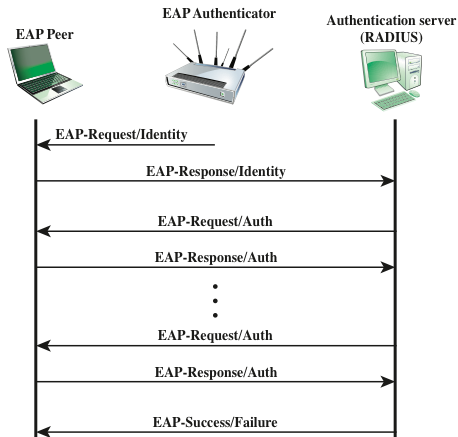 EAP Peer
EAP Authenticator
Authentication server
(RADIUS)
EAP-Request/Identity
EAP-Response/Identity
EAP-Request/Auth
EAP-Response/Auth
EAP-Request/Auth
EAP-Response/Auth
EAP-Success/Failure